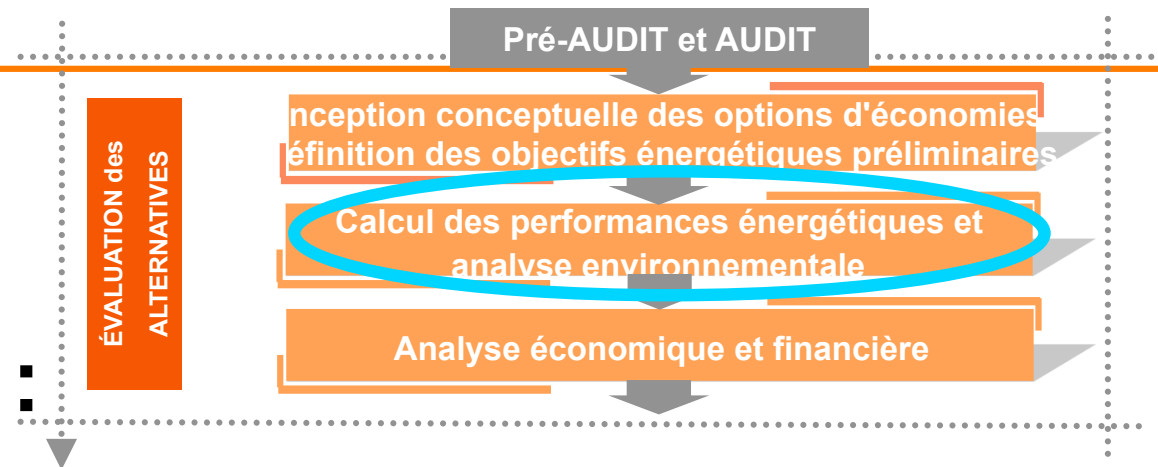 Pré-AUDIT et AUDIT
nception conceptuelle des options d'économies
éfinition des objectifs énergétiques préliminaires
ÉVALUATION des
ALTERNATIVES
Calcul des performances énergétiques et
analyse environnementale
Analyse économique et financière